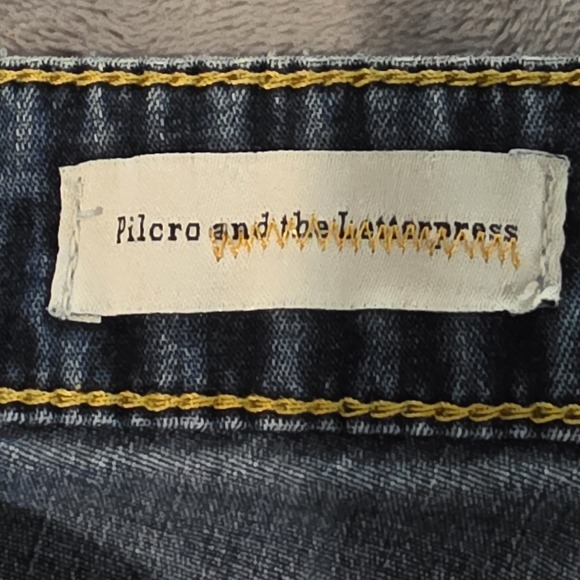 Pilcro and the Letterpress